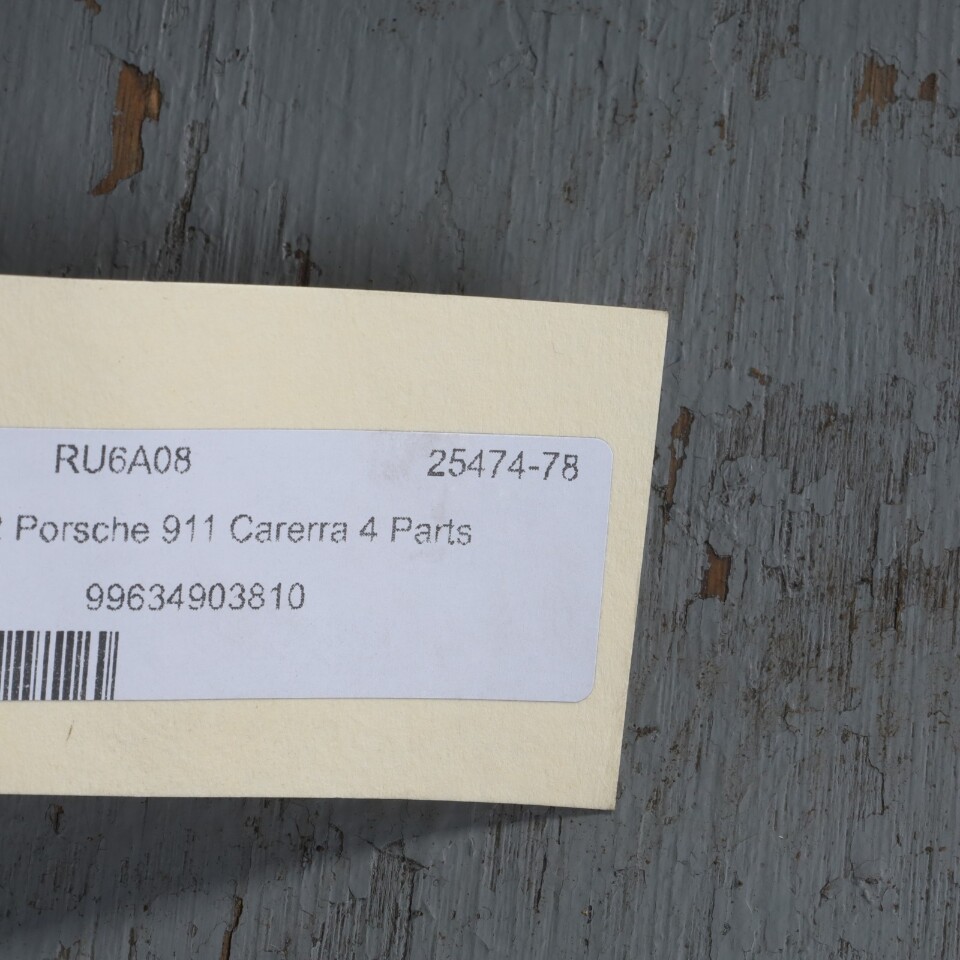 RU6A08 25474-78
Porsche 911 Carerra 4 Parts
99634903810